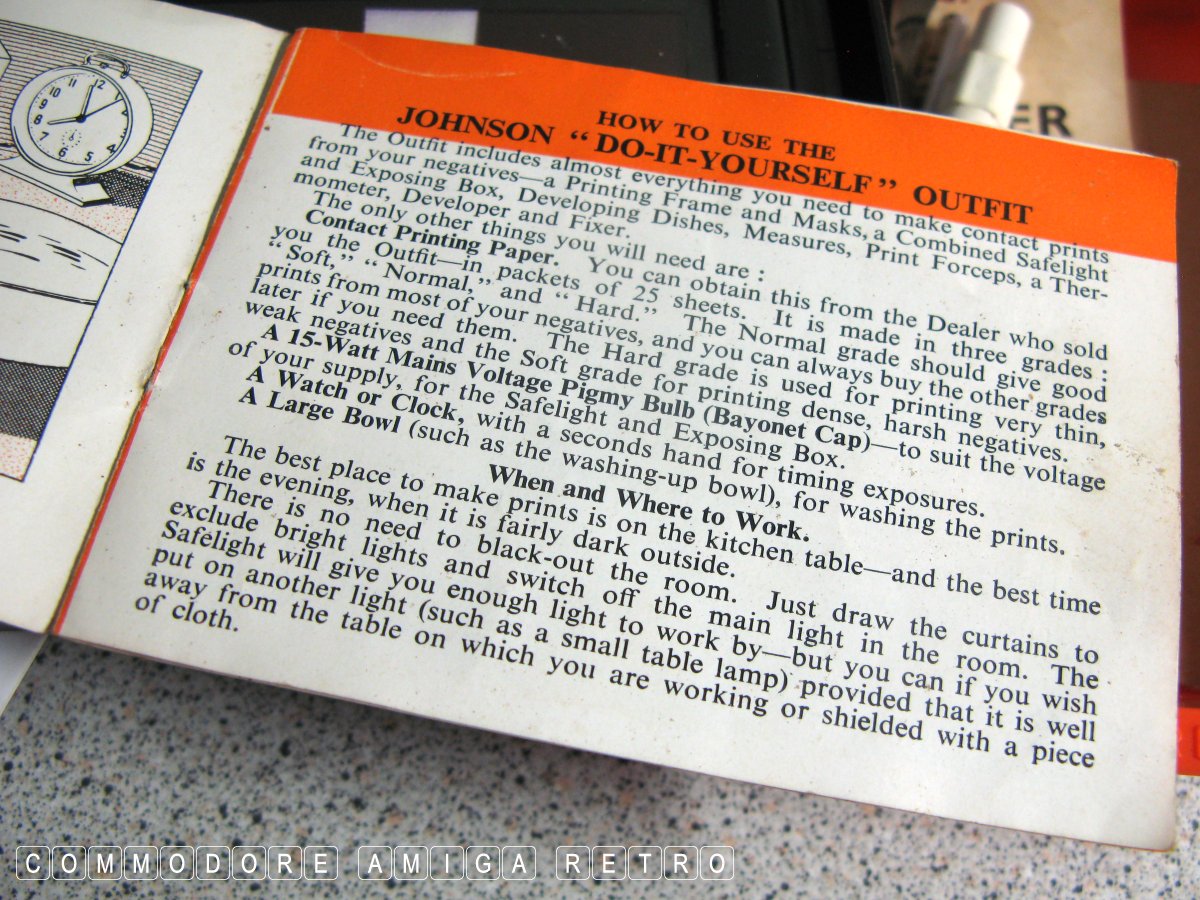 HOW TO USE THE
JOHNSON “DO-IT-YOURSELF” OUTFIT
The Outfit includes almost everything you need to make contact prints
from your negatives—a Printing Frame and Masks, a Combined Safelight
and Exposing Box, Developing Dishes, Measures, Print Forceps, a Ther-
mometer, Developer and Fixer.
The only other things you will need are :
Contact Printing Paper. You can obtain this from the Dealer who sold
you the Outfit—in packets of 25 sheets. It is made in three grades :
“Soft,” “Normal,” and “Hard.” The Normal grade should give good
prints from most of your negatives, and you can always buy the other grades
later if you need them. The Hard grade is used for printing very thin,
weak negatives and the Soft grade for printing dense, harsh negatives.
A 15-Watt Mains Voltage Pigmy Bulb (Bayonet Cap)—to suit the voltage
of your supply, for the Safelight and Exposing Box.
A Watch or Clock, with a seconds hand for timing exposures.
A Large Bowl (such as the washing-up bowl), for washing the prints.
When and Where to Work.
The best place to make prints is on the kitchen table—and the best time
is the evening, when it is fairly dark outside.
There is no need to black-out the room. Just draw the curtains to
exclude bright lights and switch off the main light in the room. The
Safelight will give you enough light to work by—but you can if you wish
put on another light (such as a small table lamp) provided that it is well
away from the table on which you are working or shielded with a piece
of cloth.
ER
COMMODORE AMIGA RETRO